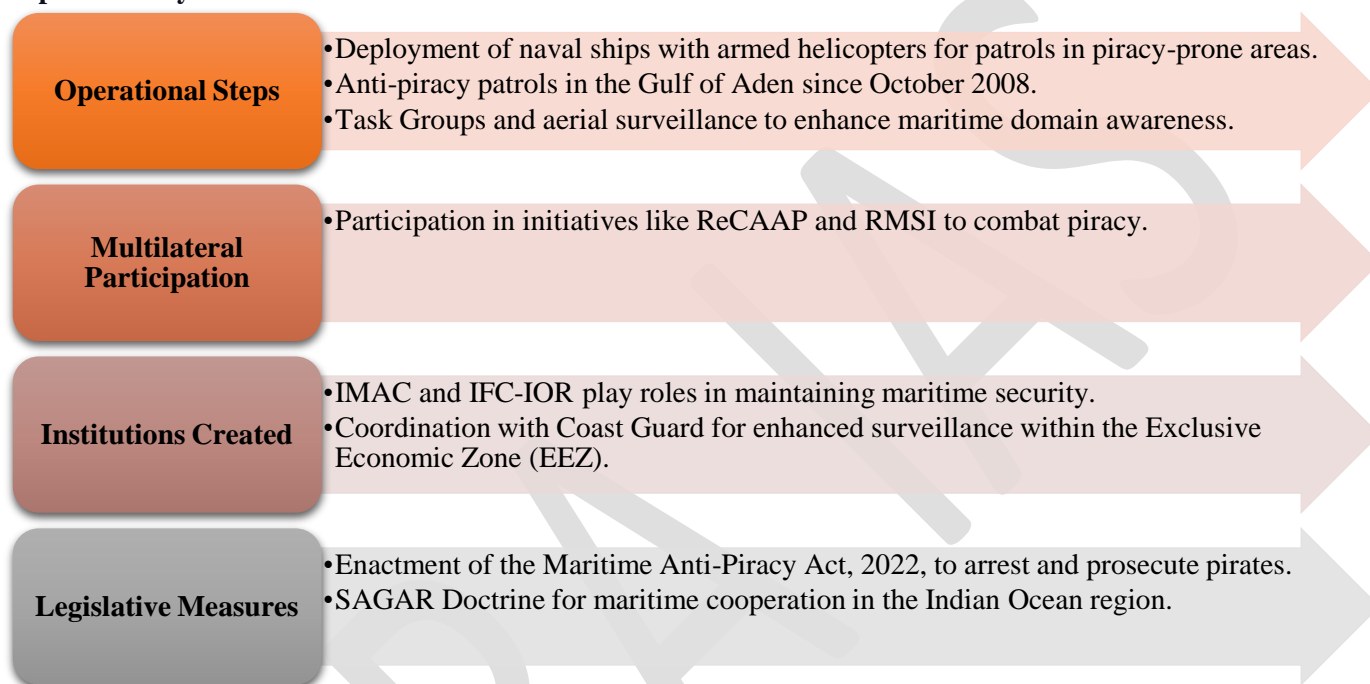 Operational Steps
•Deployment of naval ships with armed helicopters for patrols in piracy-prone areas.
•Anti-piracy patrols in the Gulf of Aden since October 2008.
•Task Groups and aerial surveillance to enhance maritime domain awareness.
Multilateral
Participation
•Participation in initiatives like ReCAAP and RMSI to combat piracy.
Institutions Created
•IMAC and IFC-IOR play roles in maintaining maritime security.
•Coordination with Coast Guard for enhanced surveillance within the Exclusive
Economic Zone (EEZ).
Legislative Measures
•Enactment of the Maritime Anti-Piracy Act, 2022, to arrest and prosecute pirates.
•SAGAR Doctrine for maritime cooperation in the Indian Ocean region.